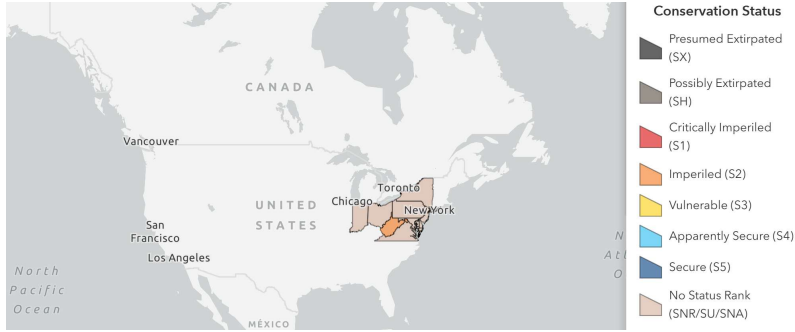 CANADA
Vancouver
Toronto
Chicago
New York
UNITED
STATES
San
Francisco
Los Angeles
North
Pacific
Ocean
MÉXICO
N
Atl
O
Conservation Status
Presumed Extirpated
(SX)
Possibly Extirpated
(SH)
Critically Imperiled
(S1)
Imperiled (S2)
Vulnerable (S3)
Apparently Secure (S4)
Secure (S5)
No Status Rank
(SNR/SU/SNA)